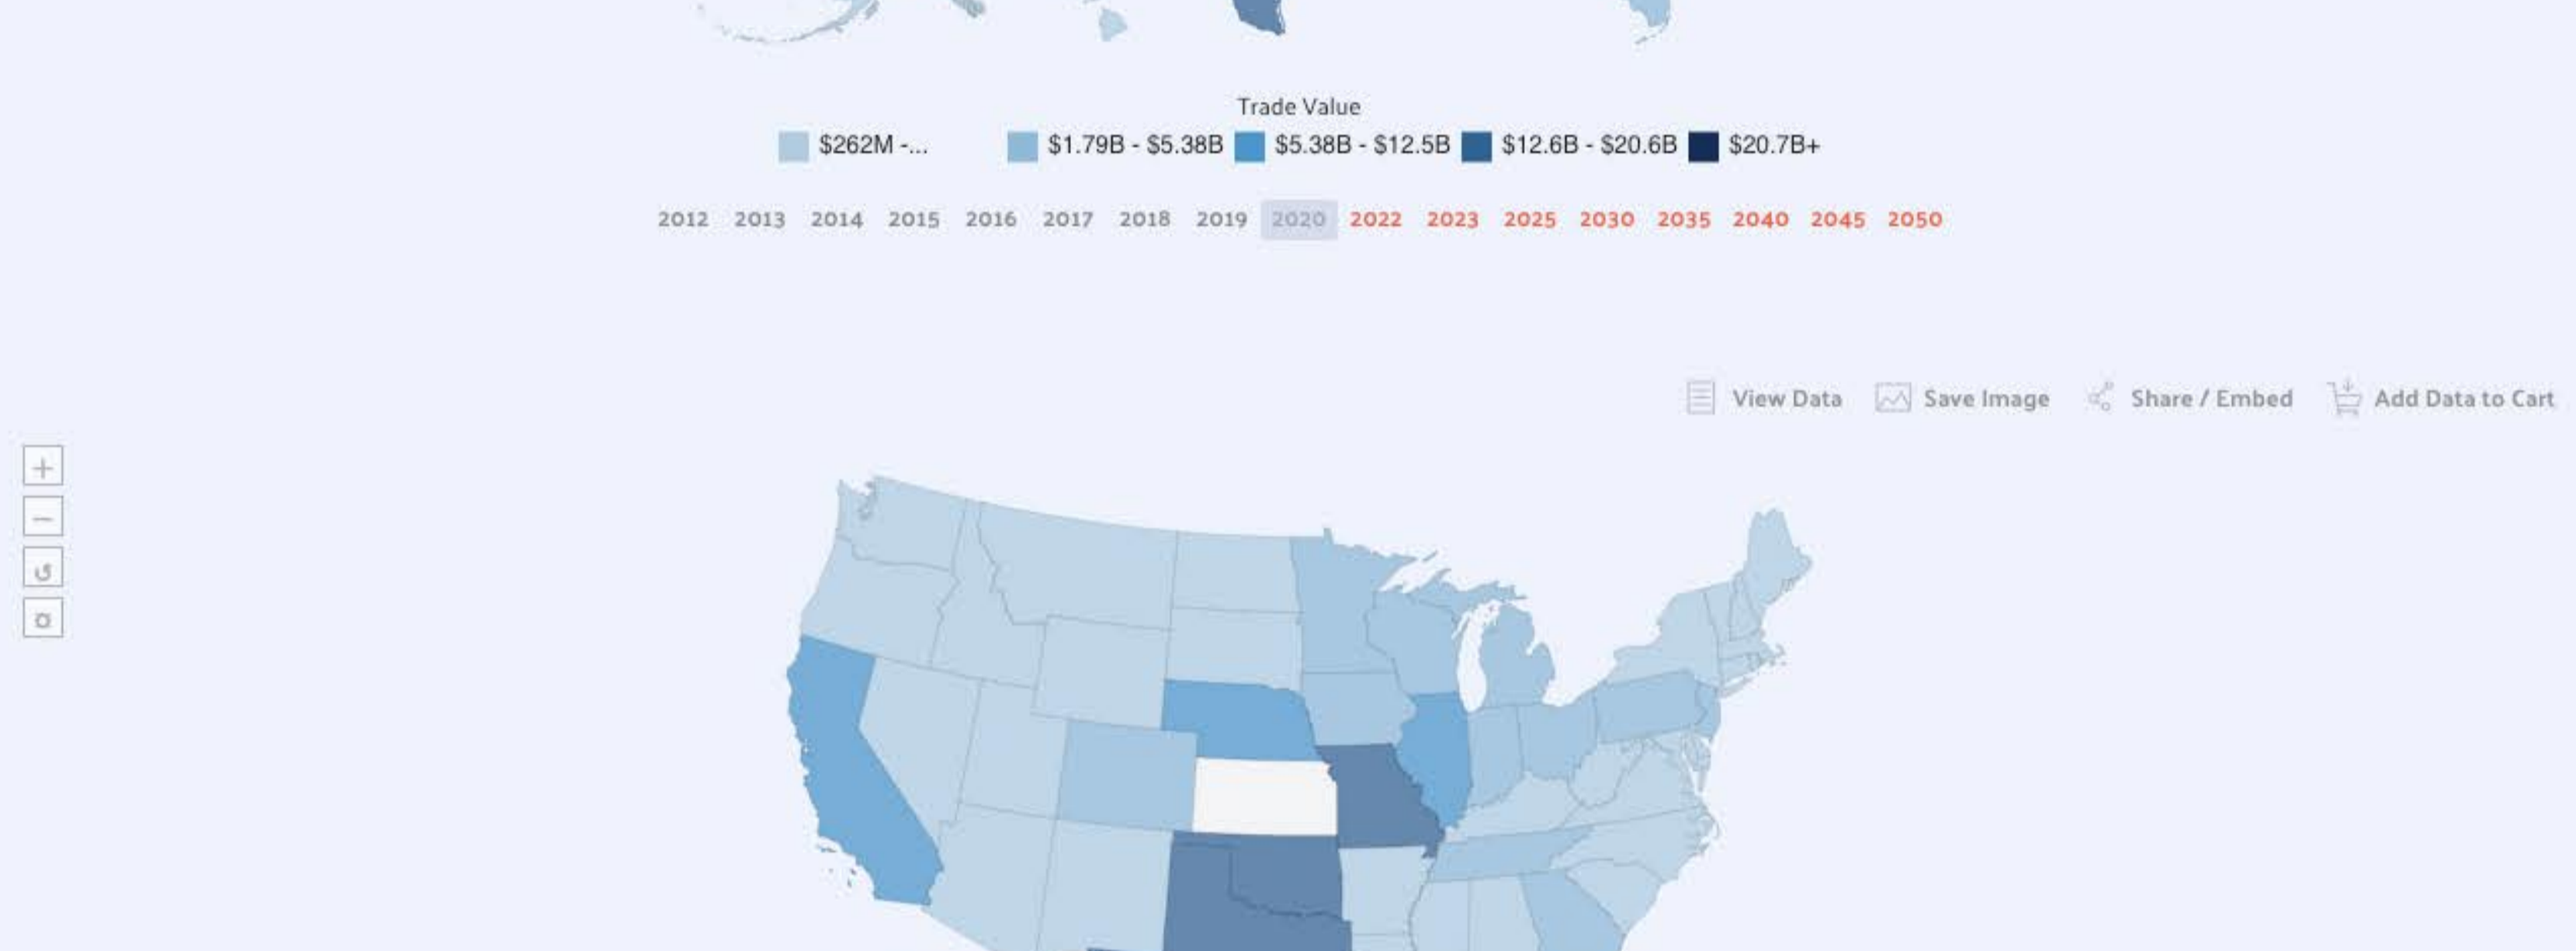 Trade Value
$262M -... $1.79B - $5.38B $5.38B - $12.5B $12.6B - $20.6B $20.7B+
2012 2013 2014 2015 2016 2017 2018 2019 2020 2022 2023 2025 2030 2035 2040 2045 2050
View Data Save Image Share / Embed Add Data to Cart